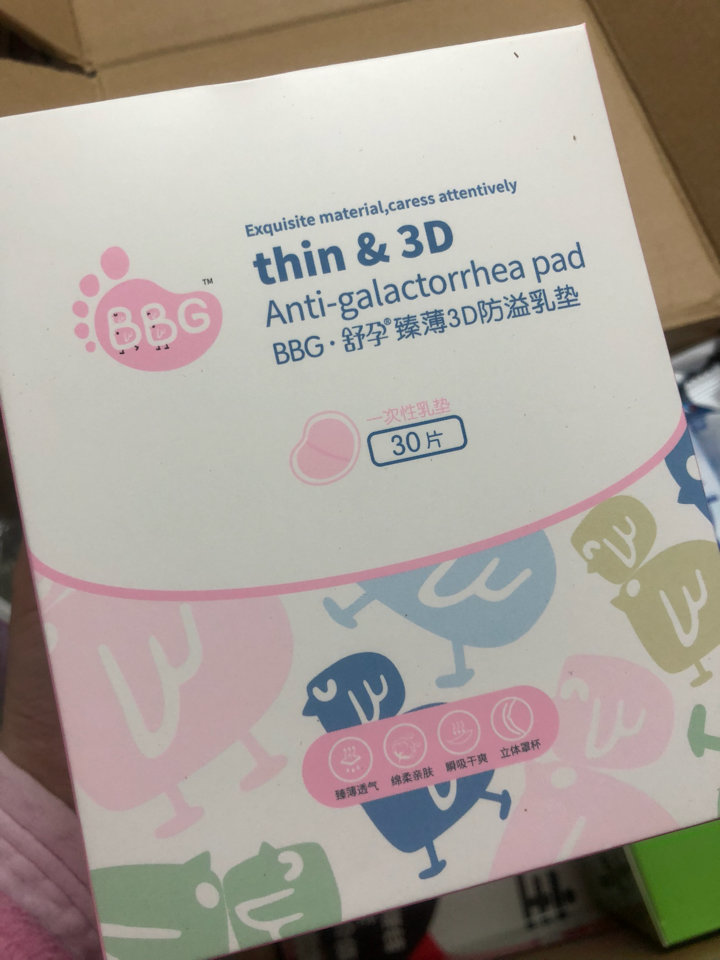 Exquisite material,caress attentively
thin & 3D
Anti-galactorrhea pad
BBG·舒孕®臻薄3D防溢乳垫
BBG™
一次性乳垫
30片
臻薄透气 绵柔亲肤 瞬吸干爽 立体罩杯